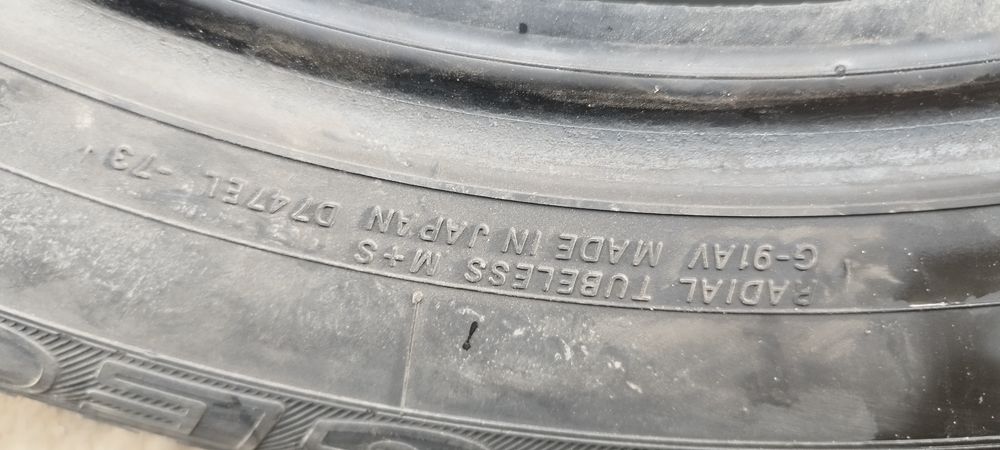 RADIAL TUBELESS M+S
G-91AV MADE IN JAPAN D747EL -73